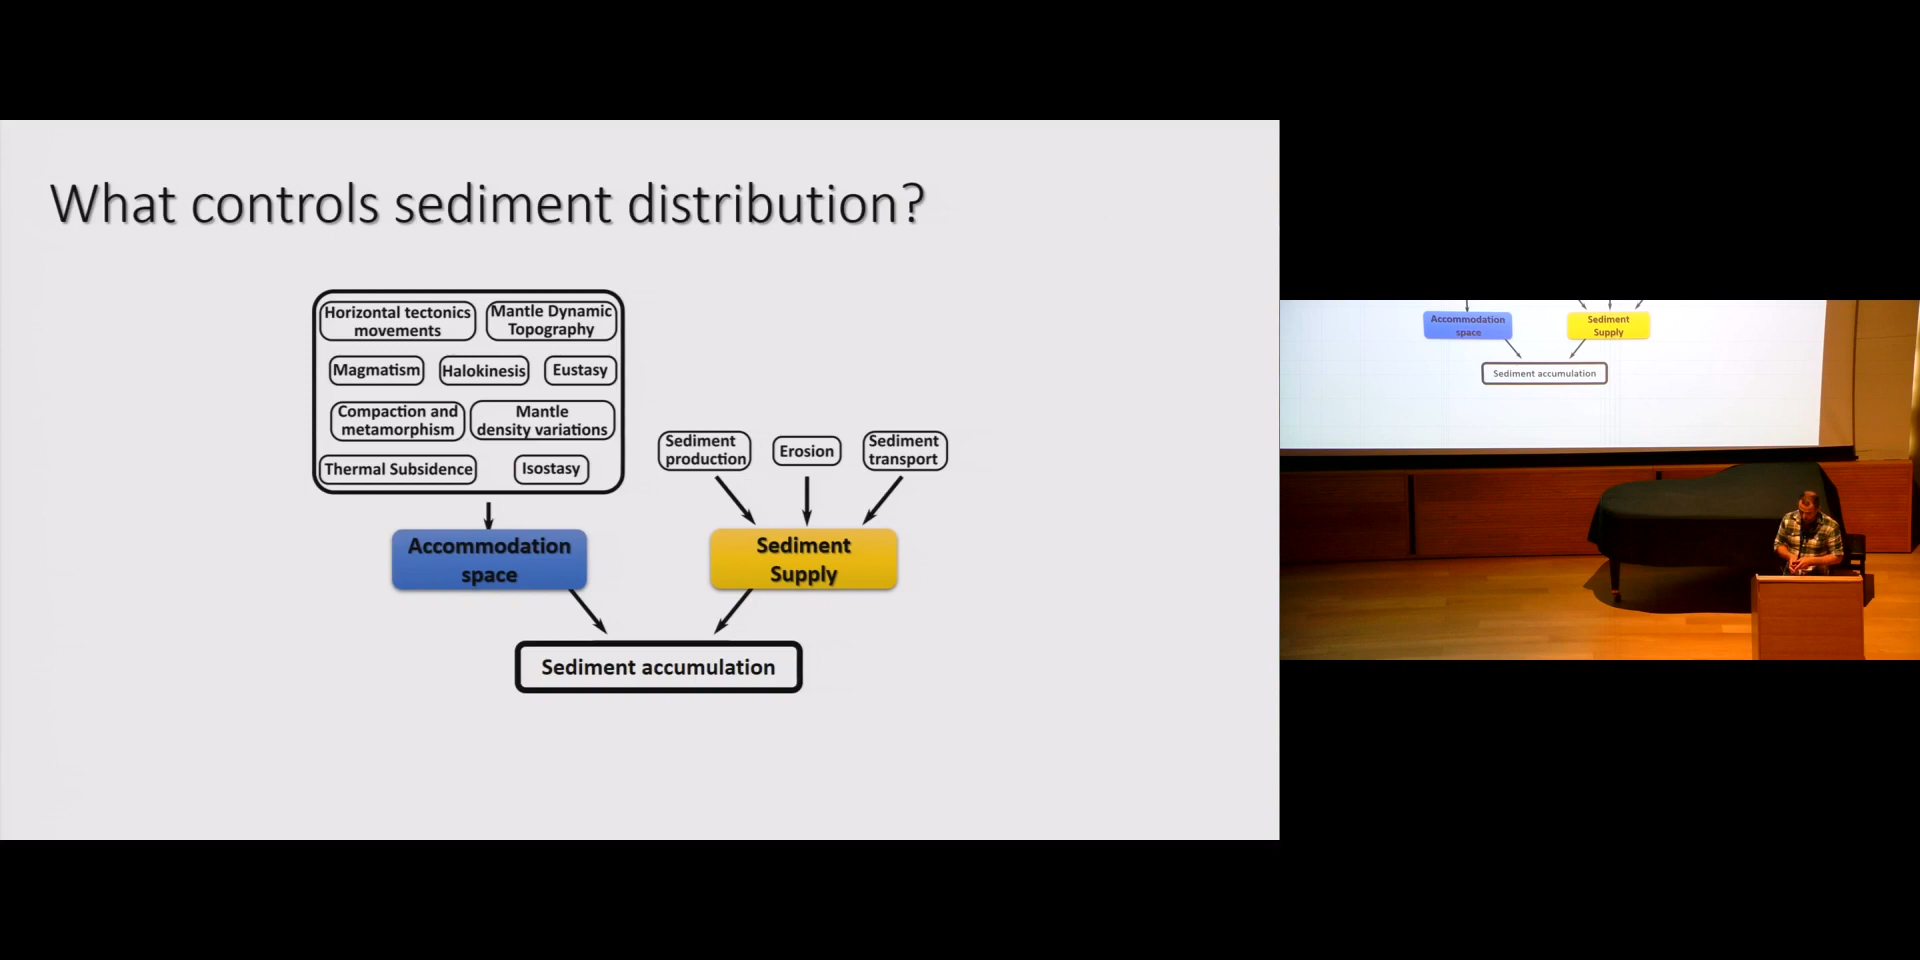 What controls sediment distribution?
Horizontal tectonics
movements
Mantle Dynamic
Topography
Magmatism
Halokinesis
Eustasy
Compaction and
metamorphism
Mantle
density variations
Thermal Subsidence
Isostasy
Sediment
production
Erosion
Sediment
transport
Accommodation
space
Sediment
Supply
Sediment accumulation
Accommodation
space
Sediment
Supply
Sediment accumulation